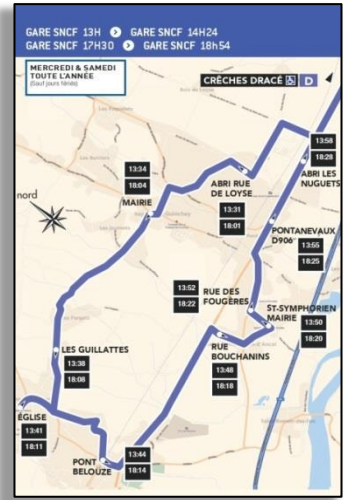 GARE SNCF 13H GARE SNCF 14H24
GARE SNCF 17H30 GARE SNCF 18h54
MERCREDI & SAMEDI
TOUTE L'ANNÉE
(Sauf jours fériés)
CRÈCHES DRACÉ D
13:58
18:28
ABRI LES
NUGUETS
13:34
18:04
MAIRIE
ABRI RUE
DE LOYSE
13:31
18:01
nord
PONTANEVAUX
D906
13:55
18:25
13:52
18:22
RUE DES
FOUGÈRES
ST-SYMPHORIEN
MAIRIE
13:50
18:20
LES GUILLATTES
13:38
18:08
RUE
BOUCHANINS
13:48
18:18
ÉGLISE
13:41
18:11
PONT
BELOUZE
13:44
18:14